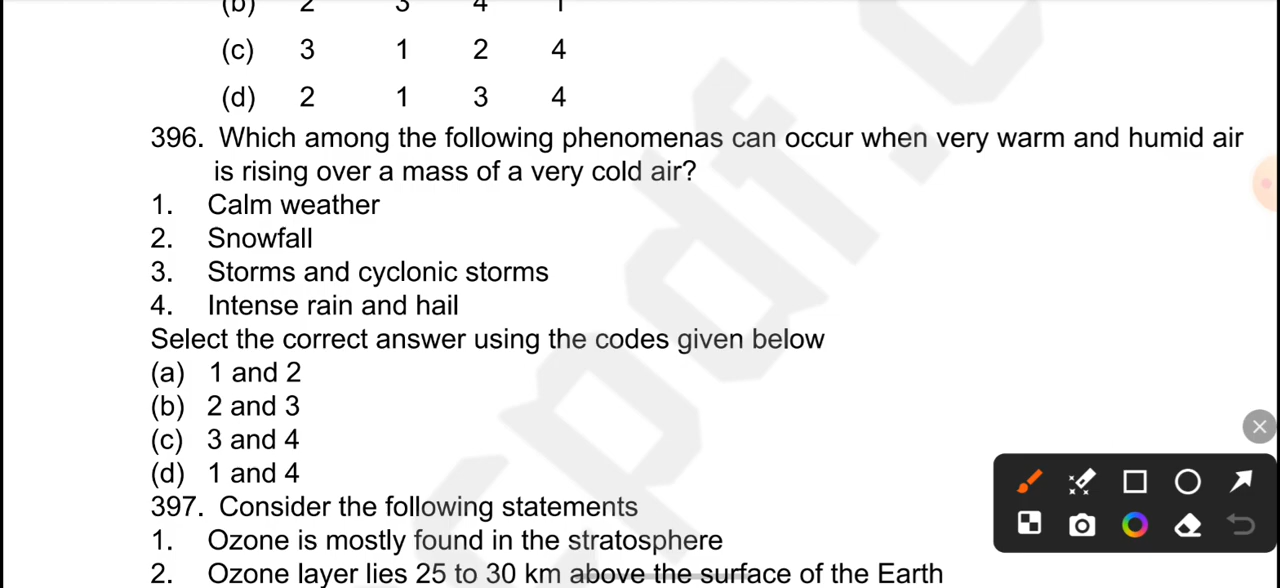 (b) 2 3 4 1
(c) 3 1 2 4
(d) 2 1 3 4
396. Which among the following phenomenas can occur when very warm and humid air
is rising over a mass of a very cold air?
1. Calm weather
2. Snowfall
3. Storms and cyclonic storms
4. Intense rain and hail
Select the correct answer using the codes given below
(a) 1 and 2
(b) 2 and 3
(c) 3 and 4
(d) 1 and 4
397. Consider the following statements
1. Ozone is mostly found in the stratosphere
2. Ozone layer lies 25 to 30 km above the surface of the Earth